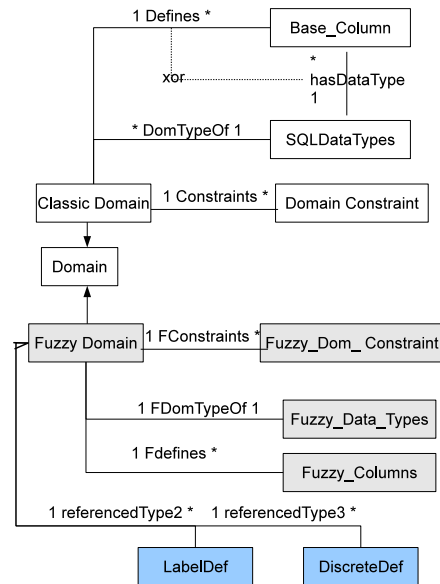 1 Defines *
Base_Column
xor
*
hasDataType
1
* DomTypeOf 1
SQLDataTypes
Classic Domain
1 Constraints *
Domain Constraint
Domain
Fuzzy Domain
1 FConstraints *
Fuzzy_Dom_ Constraint
1 FDomTypeOf 1
Fuzzy_Data_Types
1 Fdefines *
Fuzzy_Columns
1 referencedType2 *
1 referencedType3 *
LabelDef
DiscreteDef